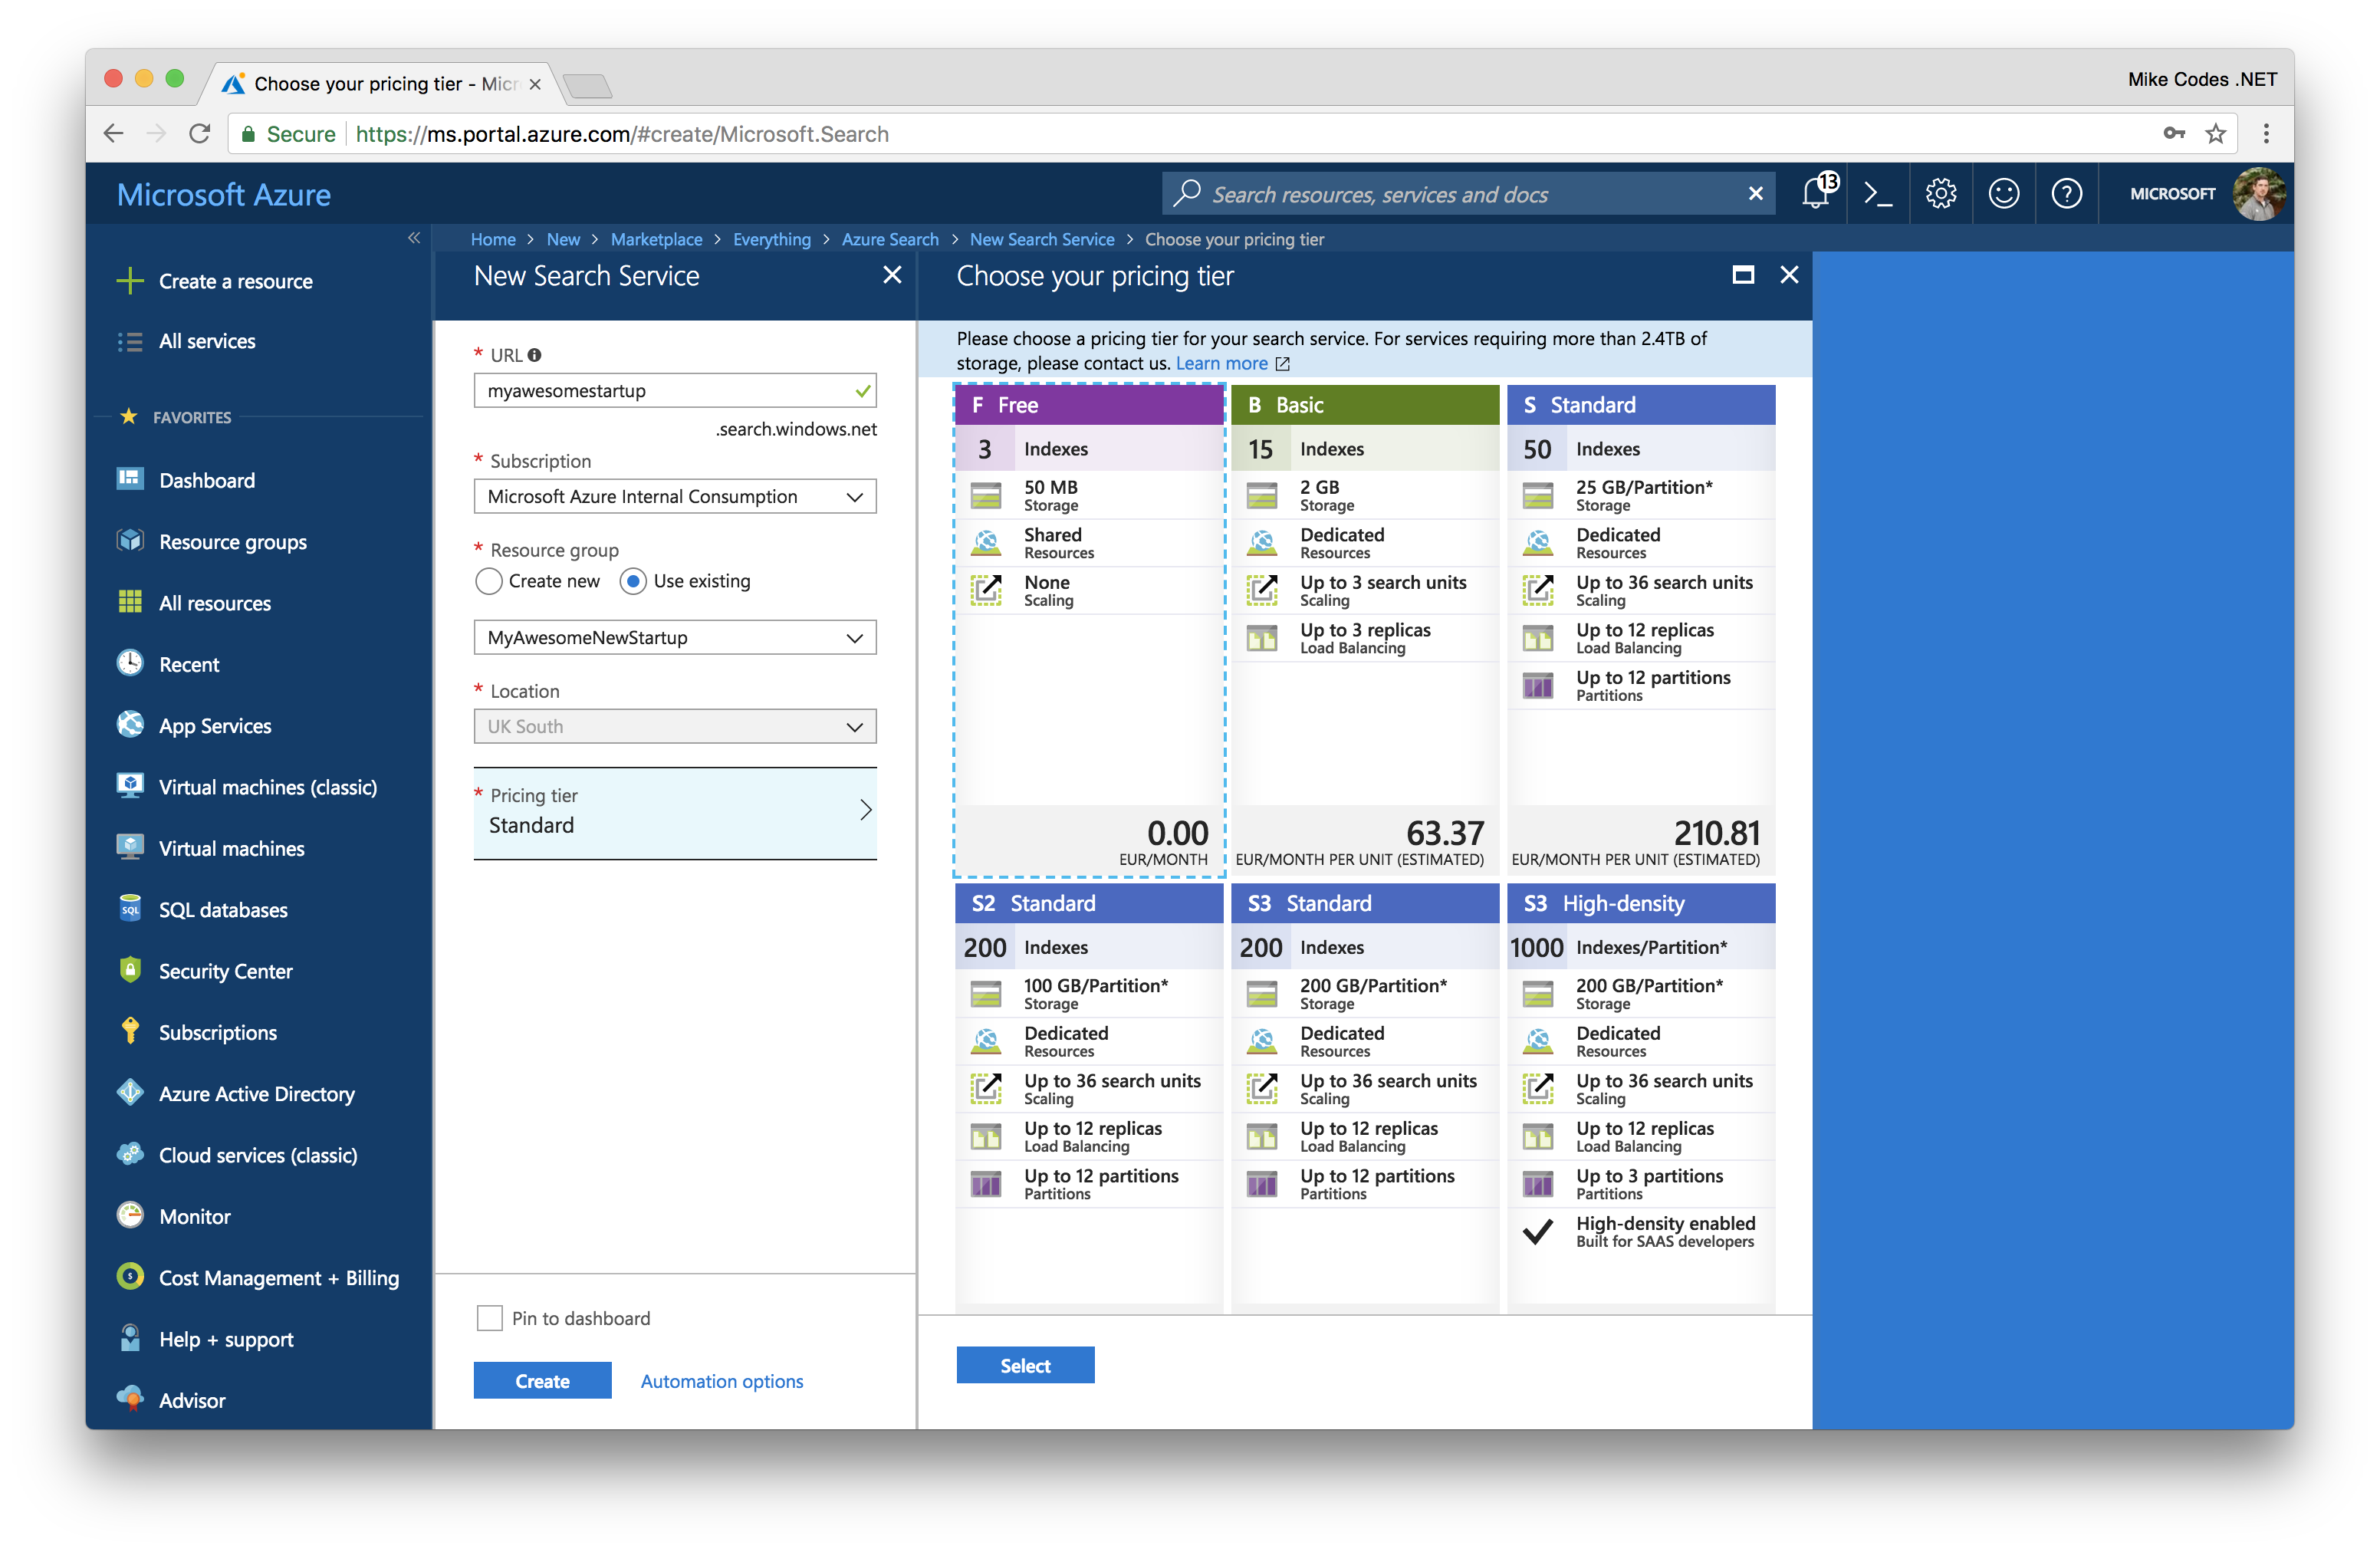 Choose your pricing tier - Micr
Mike Codes .NET
Secure
https://ms.portal.azure.com/#create/Microsoft.Search
Microsoft Azure
Search resources, services and docs
13
MICROSOFT
Home > New > Marketplace > Everything > Azure Search > New Search Service > Choose your pricing tier
Create a resource
All services
FAVORITES
Dashboard
Resource groups
All resources
Recent
App Services
Virtual machines (classic)
Virtual machines
SQL
SQL databases
Security Center
Subscriptions
Azure Active Directory
Cloud services (classic)
Monitor
Cost Management + Billing
Help + support
Advisor
New Search Service
* URL
myawesomestartup
.search.windows.net
* Subscription
Microsoft Azure Internal Consumption
* Resource group
Create new
Use existing
MyAwesomeNewStartup
* Location
UK South
* Pricing tier
Standard
Pin to dashboard
Create
Automation options
Choose your pricing tier
Please choose a pricing tier for your search service. For services requiring more than 2.4TB of
storage, please contact us. Learn more
F Free
3 Indexes
50 MB
Storage
Shared
Resources
None
Scaling
0.00
EUR/MONTH
B Basic
15 Indexes
2 GB
Storage
Dedicated
Resources
Up to 3 search units
Scaling
Up to 3 replicas
Load Balancing
63.37
EUR/MONTH PER UNIT (ESTIMATED)
S Standard
50 Indexes
25 GB/Partition*
Storage
Dedicated
Resources
Up to 36 search units
Scaling
Up to 12 replicas
Load Balancing
Up to 12 partitions
Partitions
210.81
EUR/MONTH PER UNIT (ESTIMATED)
S2 Standard
200 Indexes
100 GB/Partition*
Storage
Dedicated
Resources
Up to 36 search units
Scaling
Up to 12 replicas
Load Balancing
Up to 12 partitions
Partitions
S3 Standard
200 Indexes
200 GB/Partition*
Storage
Dedicated
Resources
Up to 36 search units
Scaling
Up to 12 replicas
Load Balancing
Up to 12 partitions
Partitions
S3 High-density
1000 Indexes/Partition*
200 GB/Partition*
Storage
Dedicated
Resources
Up to 36 search units
Scaling
Up to 12 replicas
Load Balancing
Up to 3 partitions
Partitions
High-density enabled
Built for SAAS developers
Select